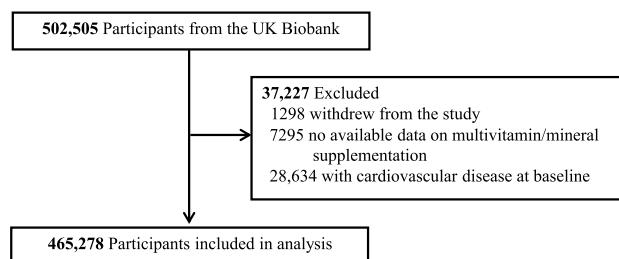 502,505 Participants from the UK Biobank
37,227 Excluded
1298 withdrew from the study
7295 no available data on multivitamin/mineral
supplementation
28,634 with cardiovascular disease at baseline
465,278 Participants included in analysis